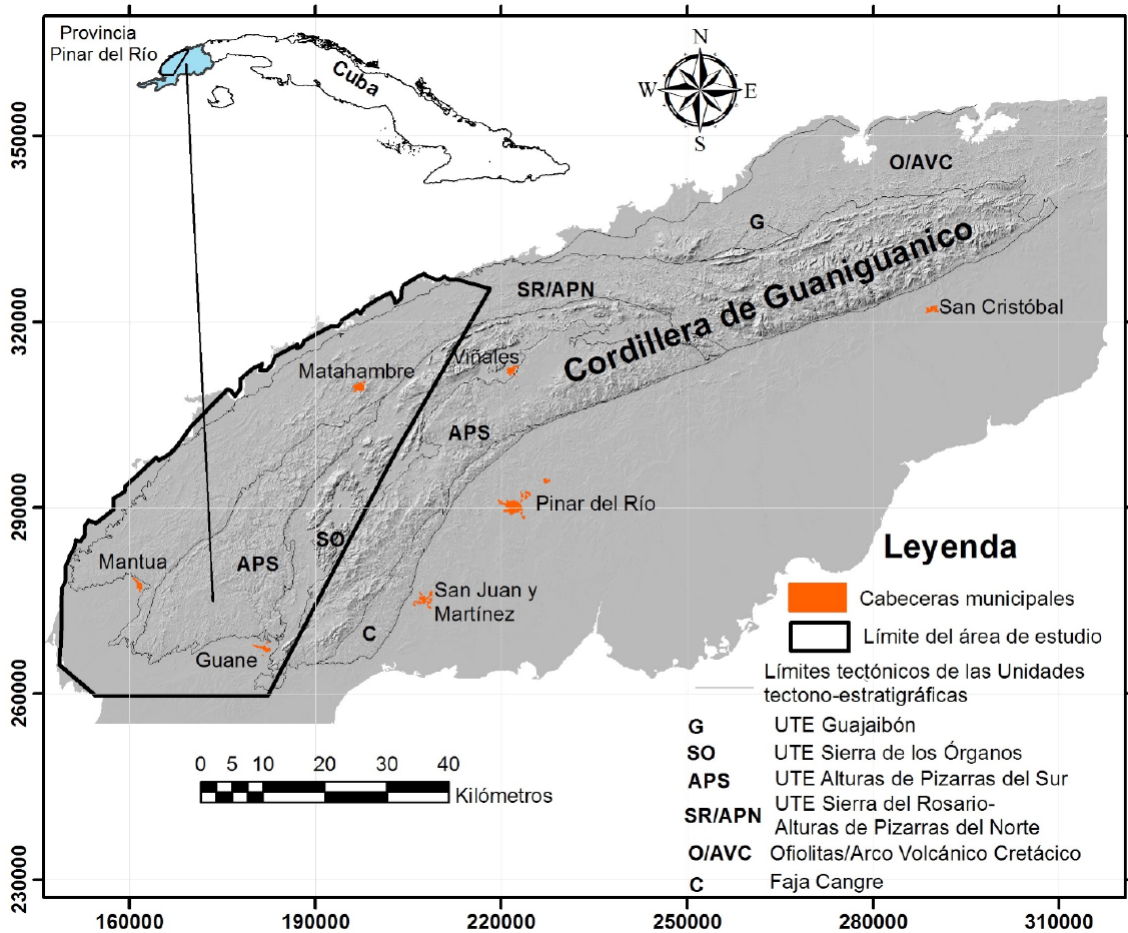 Provincia
Pinar del Río
Cuba
N
W
E
S
350000
320000
290000
260000
230000
O/AVC
G
SR/APN
Cordillera de Guaniguanico
San Cristóbal
Viñales
Matahambre
APS
Pinar del Río
SO
Mantua
APS
San Juan y
Martínez
Guane
C
Leyenda
Cabeceras municipales
Límite del área de estudio
Límites tectónicos de las Unidades
tectono-estratigráficas
G UTE Guajaibón
SO UTE Sierra de los Órganos
APS UTE Alturas de Pizarras del Sur
SR/APN UTE Sierra del Rosario-
Alturas de Pizarras del Norte
O/AVC Ofiolitas/Arco Volcánico Cretácico
C Faja Cangre
0 5 10 20 30 40
Kilómetros
160000 190000 220000 250000 280000 310000